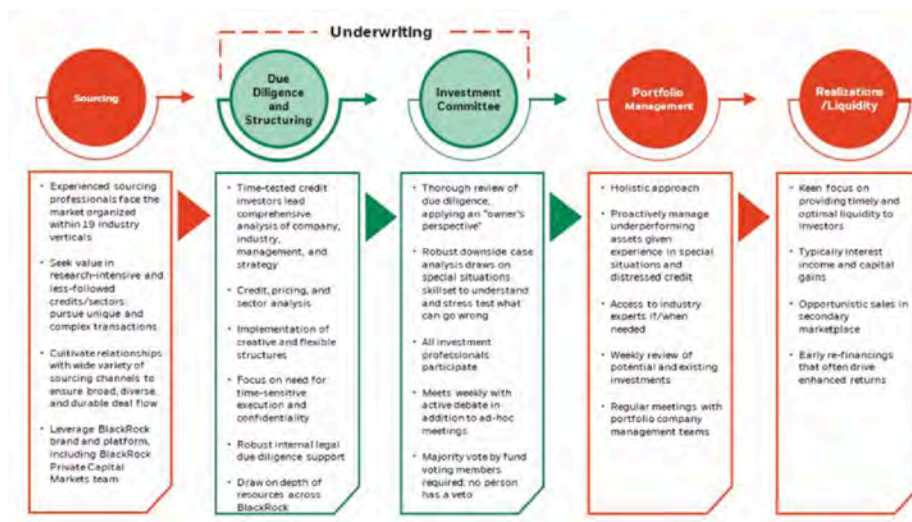 Underwriting
Sourcing
Due
Diligence
and
Structuring
Investment
Committee
Portfolio
Management
Realizations
/Liquidity
• Experienced sourcing
professionals face the
market organized
within 19 industry
verticals
• Seek value in
research-intensive and
less-followed
credits/sectors:
pursue unique and
complex transactions
• Cultivate relationships
with wide variety of
sourcing channels to
ensure broad, diverse,
and durable deal flow
• Leverage BlackRock
brand and platform,
including BlackRock
Private Capital
Markets team
• Time-tested credit
investors lead
comprehensive
analysis of company,
industry,
management, and
strategy
• Credit, pricing, and
sector analysis
• Implementation of
creative and flexible
structures
• Focus on need for
time-sensitive
execution and
confidentiality
• Robust internal legal
due diligence support
• Draw on depth of
resources across
BlackRock
• Thorough review of
due diligence,
applying an "owner's
perspective"
• Robust downside case
analysis draws on
special situations
skillset to understand
and stress test what
can go wrong
• All investment
professionals
participate
• Meets weekly with
active debate in
addition to ad-hoc
meetings
• Majority vote by fund
voting members
required; no person
has a veto
• Holistic approach
• Proactively manage
underperforming
assets given
experience in special
situations and
distressed credit
• Access to industry
experts if/when
needed
• Weekly review of
potential and existing
investments
• Regular meetings with
portfolio company
management teams
• Keen focus on
providing timely and
optimal liquidity to
investors
• Typically interest
income and capital
gains
• Opportunistic sales in
secondary
marketplace
• Early re-financings
that often drive
enhanced returns